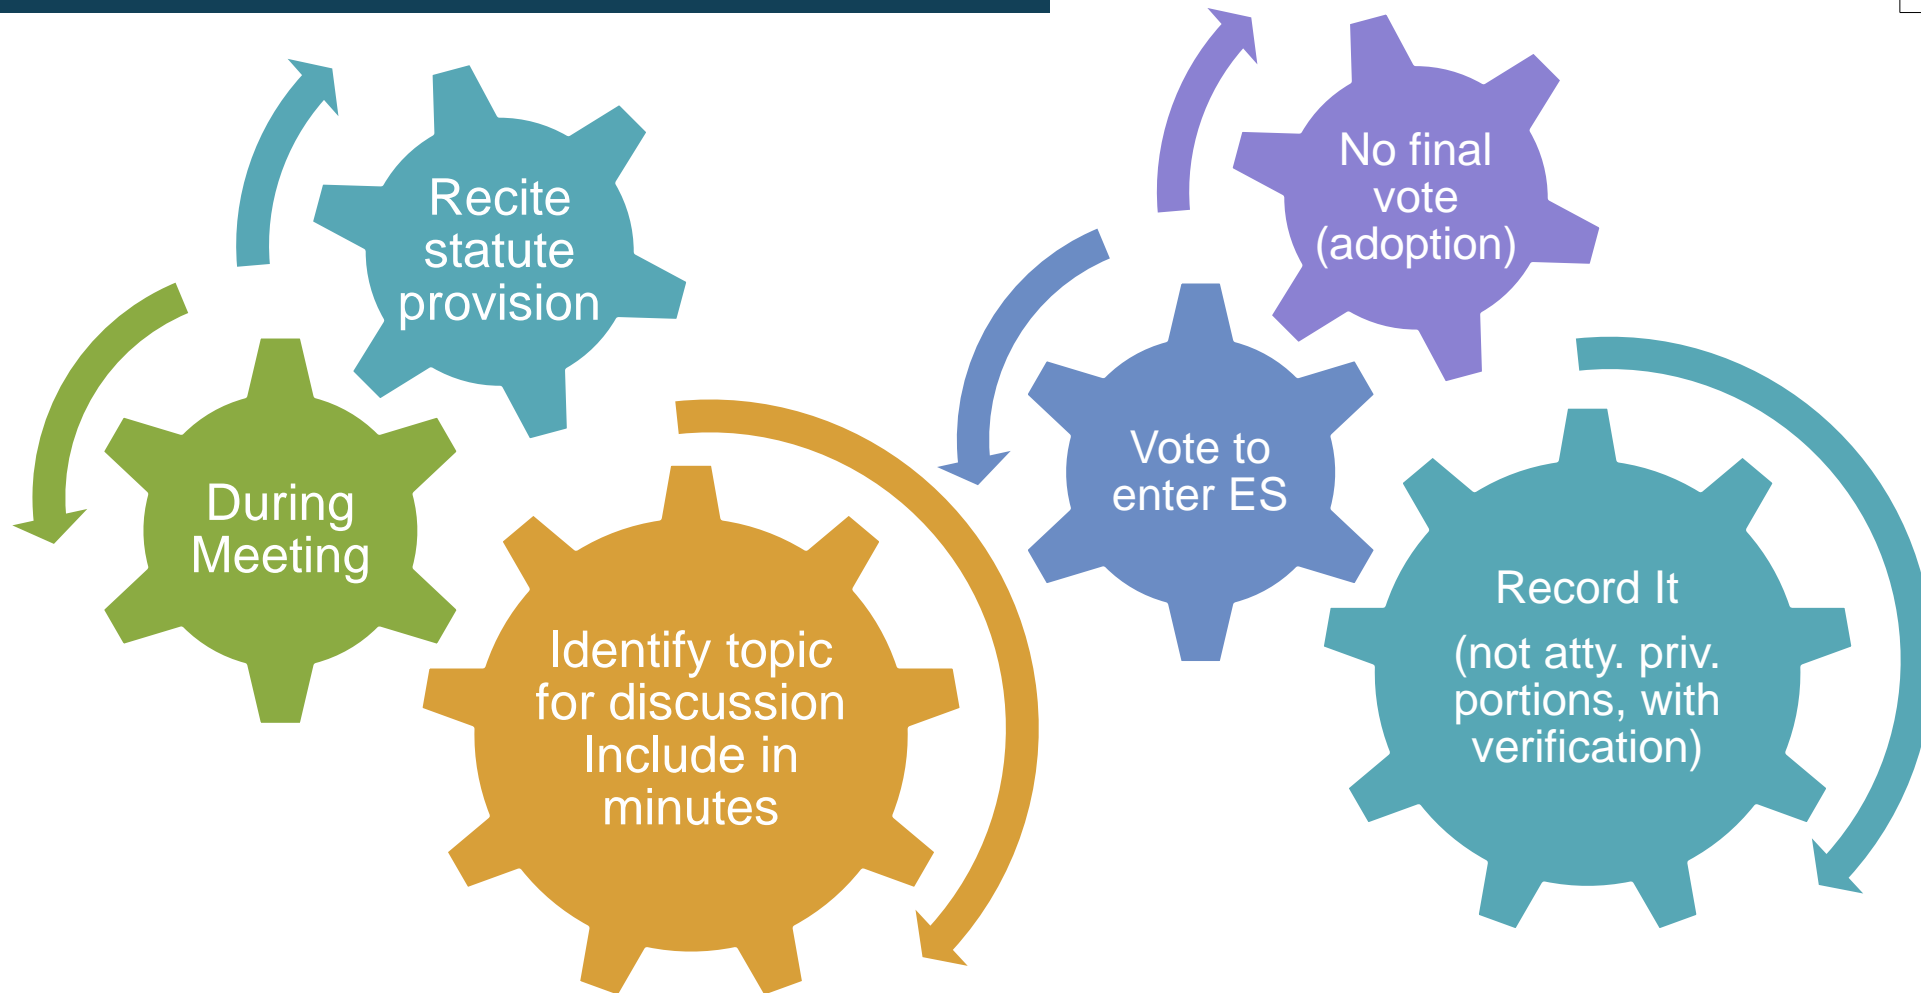 Recite
statute
provision
During
Meeting
Identify topic
for discussion
Include in
minutes
No final
vote
(adoption)
Vote to
enter ES
Record It
(not atty. priv.
portions, with
verification)